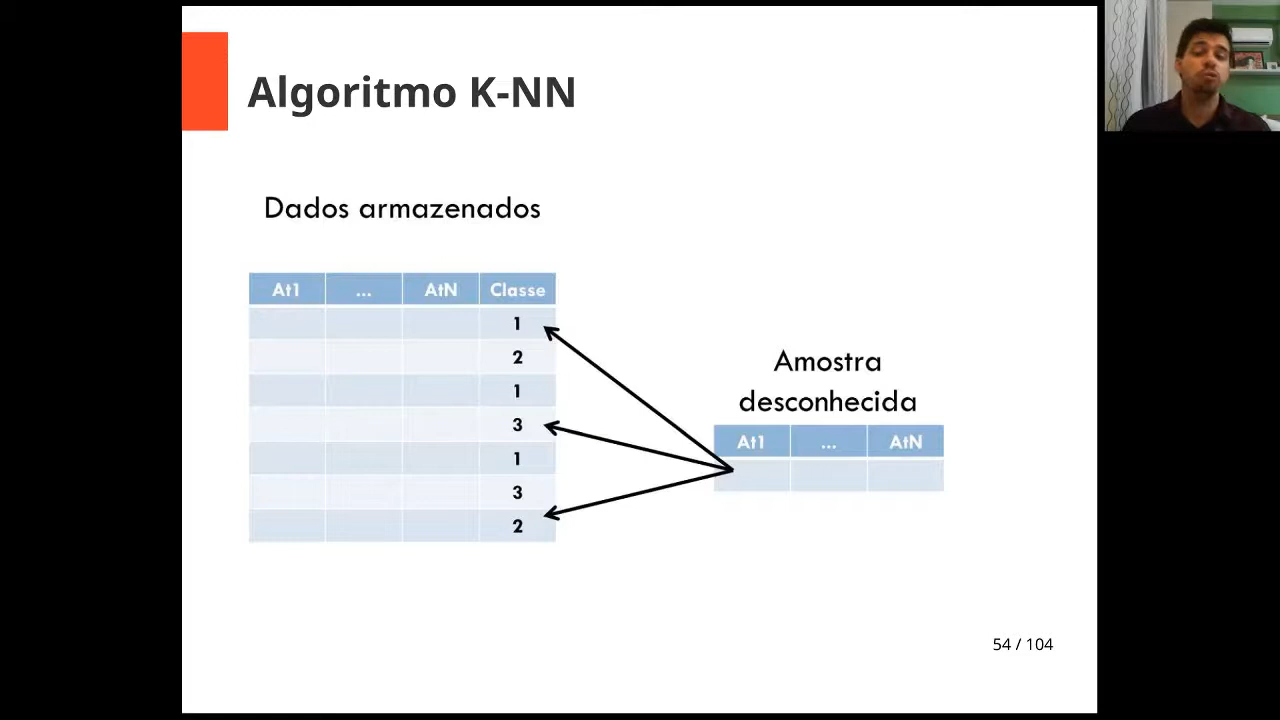 Algoritmo K-NN
Dados armazenados
At1 ... AtN Classe
1
2
1
3
1
3
2
Amostra
desconhecida
At1 ... AtN
54 / 104